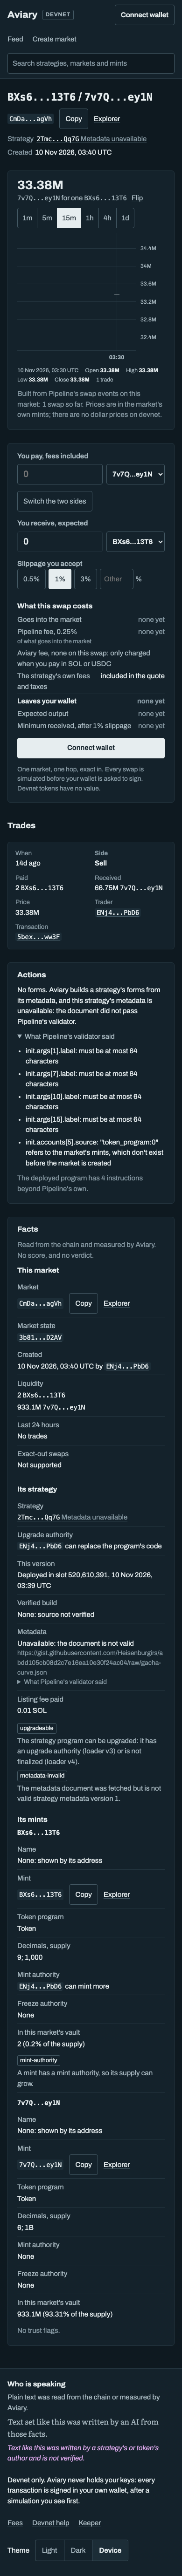 Aviary DEVNET Connect wallet
Feed Create market
Search strategies, markets and mints
BXs6...13T6 / 7v7Q...ey1N
CmDa...agVh Copy Explorer
Strategy 2Tmc...Qq7G Metadata unavailable
Created 10 Nov 2026, 03:40 UTC
33.38M
7v7Q...ey1N for one BXs6...13T6 Flip
1m 5m 15m 1h 4h 1d
34.4M
34M
33.6M
33.2M
32.8M
32.4M
03:30
10 Nov 2026, 03:30 UTC Open 33.38M High 33.38M
Low 33.38M Close 33.38M 1 trade
Built from Pipeline's swap events on this
market: 1 swap so far. Prices are in the market's
own mints; there are no dollar prices on devnet.
You pay, fees included
0 7v7Q...ey1N
Switch the two sides
You receive, expected
0 BXs6...13T6
Slippage you accept
0.5% 1% 3% Other %
What this swap costs
Goes into the market none yet
Pipeline fee, 0.25% none yet
of what goes into the market
Aviary fee, none on this swap: only charged
when you pay in SOL or USDC
The strategy's own fees included in the quote
and taxes
Leaves your wallet none yet
Expected output none yet
Minimum received, after 1% slippage none yet
Connect wallet
One market, one hop, exact in. Every swap is
simulated before your wallet is asked to sign.
Devnet tokens have no value.
Trades
When Side
14d ago Sell
Paid Received
2 BXs6...13T6 66.75M 7v7Q...ey1N
Price Trader
33.38M ENj4...PbD6
Transaction
5bex...ww3F
Actions
No forms. Aviary builds a strategy's forms from
its metadata, and this strategy's metadata is
unavailable: the document did not pass
Pipeline's validator.
▼ What Pipeline's validator said
• init.args[1].label: must be at most 64
characters
• init.args[7].label: must be at most 64
characters
• init.args[10].label: must be at most 64
characters
• init.args[15].label: must be at most 64
characters
• init.accounts[5].source: "token_program:0"
refers to the market's mints, which don't exist
before the market is created
The deployed program has 4 instructions
beyond Pipeline's own.
Facts
Read from the chain and measured by Aviary.
No score, and no verdict.
This market
Market
CmDa...agVh Copy Explorer
Market state
3b81...D2AV
Created
10 Nov 2026, 03:40 UTC by ENj4...PbD6
Liquidity
2 BXs6...13T6
933.1M 7v7Q...ey1N
Last 24 hours
No trades
Exact-out swaps
Not supported
Its strategy
Strategy
2Tmc...Qq7G Metadata unavailable
Upgrade authority
ENj4...PbD6 can replace the program's code
This version
Deployed in slot 520,610,391, 10 Nov 2026,
03:39 UTC
Verified build
None: source not verified
Metadata
Unavailable: the document is not valid
▶ What Pipeline's validator said
Listing fee paid
0.01 SOL
upgradeable
The strategy program can be upgraded: it has
an upgrade authority (loader v3) or is not
finalized (loader v4).
metadata-invalid
The metadata document was fetched but is not
valid strategy metadata version 1.
Its mints
BXs6...13T6
Name
None: shown by its address
Mint
BXs6...13T6 Copy Explorer
Token program
Token
Decimals, supply
9; 1,000
Mint authority
ENj4...PbD6 can mint more
Freeze authority
None
In this market's vault
2 (0.2% of the supply)
mint-authority
A mint has a mint authority, so its supply can
grow.
7v7Q...ey1N
Name
None: shown by its address
Mint
7v7Q...ey1N Copy Explorer
Token program
Token
Decimals, supply
6; 1B
Mint authority
None
Freeze authority
None
In this market's vault
933.1M (93.31% of the supply)
No trust flags.
Who is speaking
Plain text was read from the chain or measured by
Aviary.
Text set like this was written by an AI from
those facts.
Text like this was written by a strategy's or token's
author and is not verified.
Devnet only. Aviary never holds your keys: every
transaction is signed in your own wallet, after a
simulation you see first.
Fees Devnet help Keeper
Theme Light Dark Device